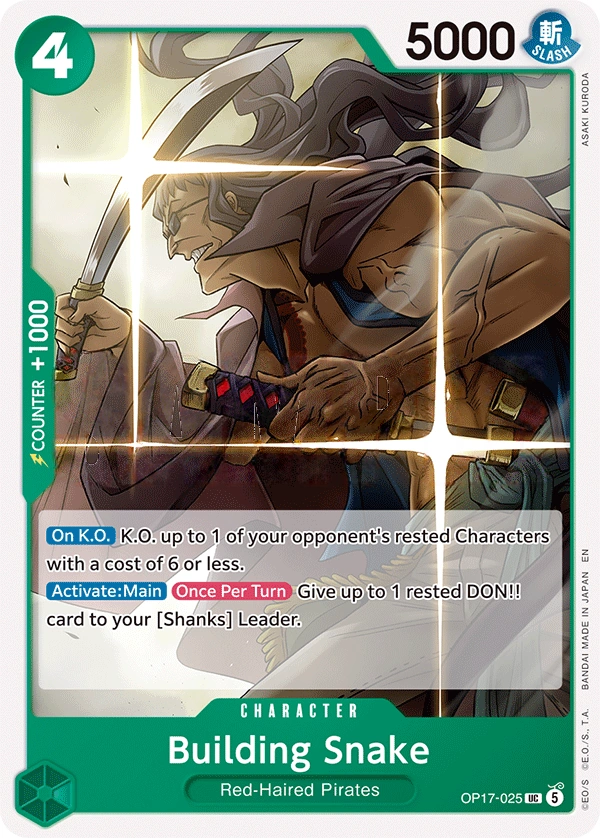 4
5000
斬
SLASH
ASAKI KURODA
COUNTER +1000
On K.O. K.O. up to 1 of your opponent's rested Characters
with a cost of 6 or less.
Activate:Main Once Per Turn Give up to 1 rested DON!!
card to your [Shanks] Leader.
CHARACTER
Building Snake
Red-Haired Pirates
OP17-025 UC 5
©EO/S ©E.O./S., T.A. BANDAI MADE IN JAPAN EN